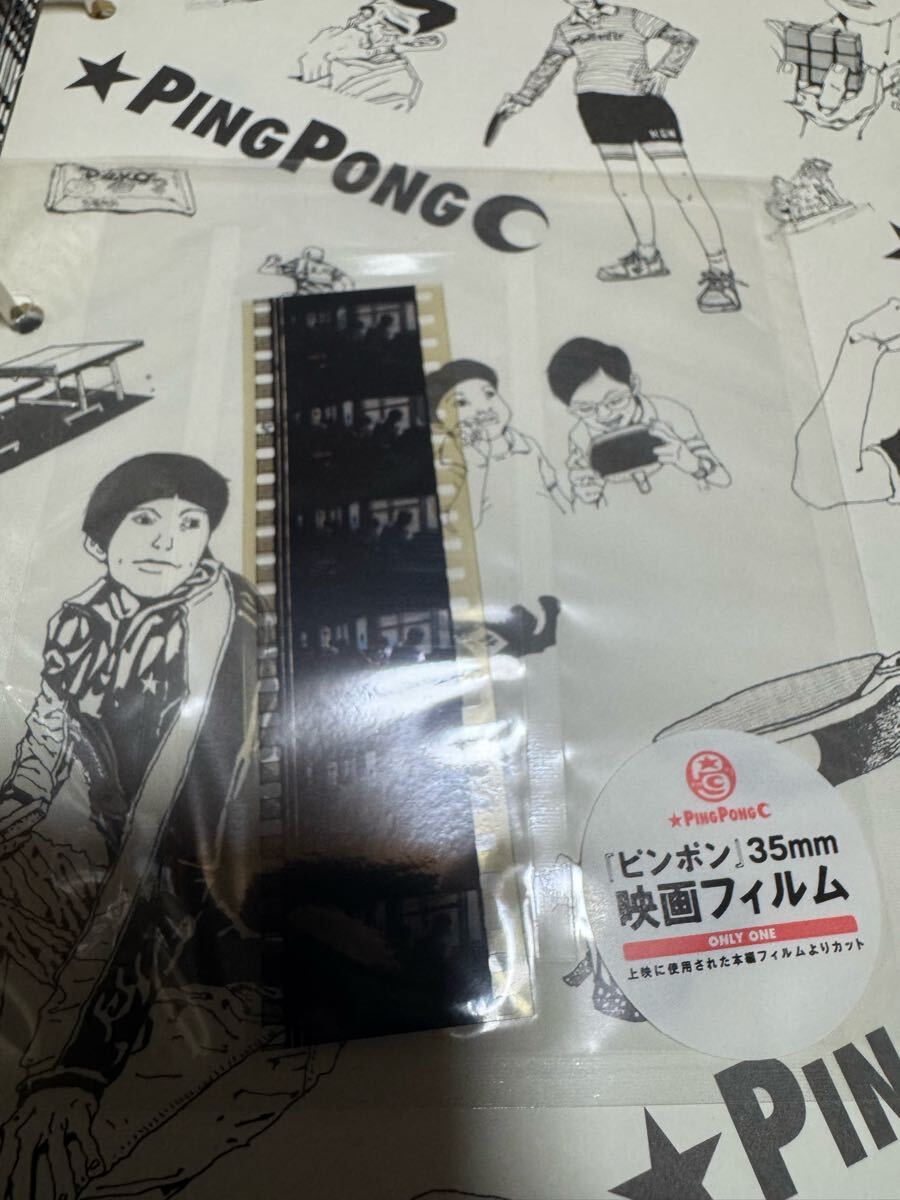 ★PINGPONG
★PINGPONG
『ピンポン』35mm
映画フィルム
ONLY ONE
上映に使用された本編フィルムよりカット
★PIN